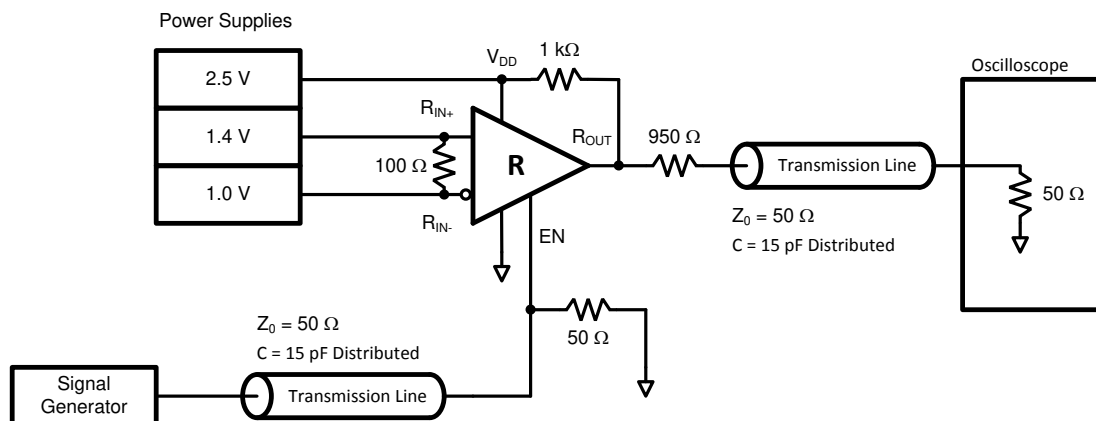 Power Supplies
2.5 V
1.4 V
1.0 V
V_DD
1 kΩ
R_IN+
100 Ω
R_IN-
R
R_OUT
EN
950 Ω
Transmission Line
Z_0 = 50 Ω
C = 15 pF Distributed
Oscilloscope
50 Ω
50 Ω
Z_0 = 50 Ω
C = 15 pF Distributed
Transmission Line
Signal
Generator